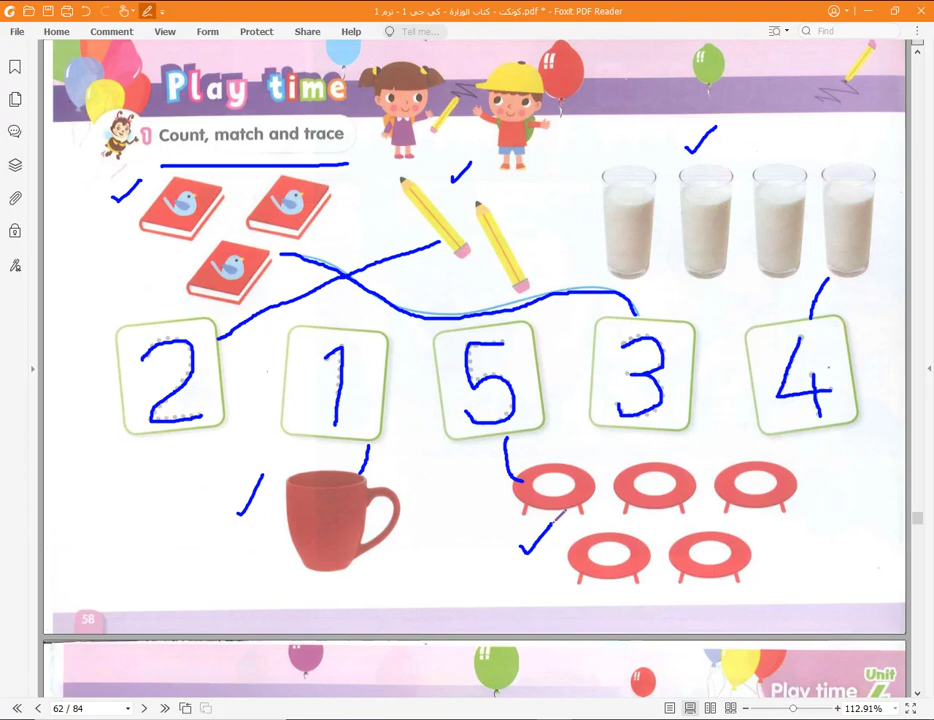 كونكت - كتاب الوزارة - كى جى 1 - ترم 1.pdf * - Foxit PDF Reader
File Home Comment View Form Protect Share Help Tell me... Find
Play time
1 Count, match and trace
2 1 5 3 4
58
Unit
Play time
62 / 84
112.91%